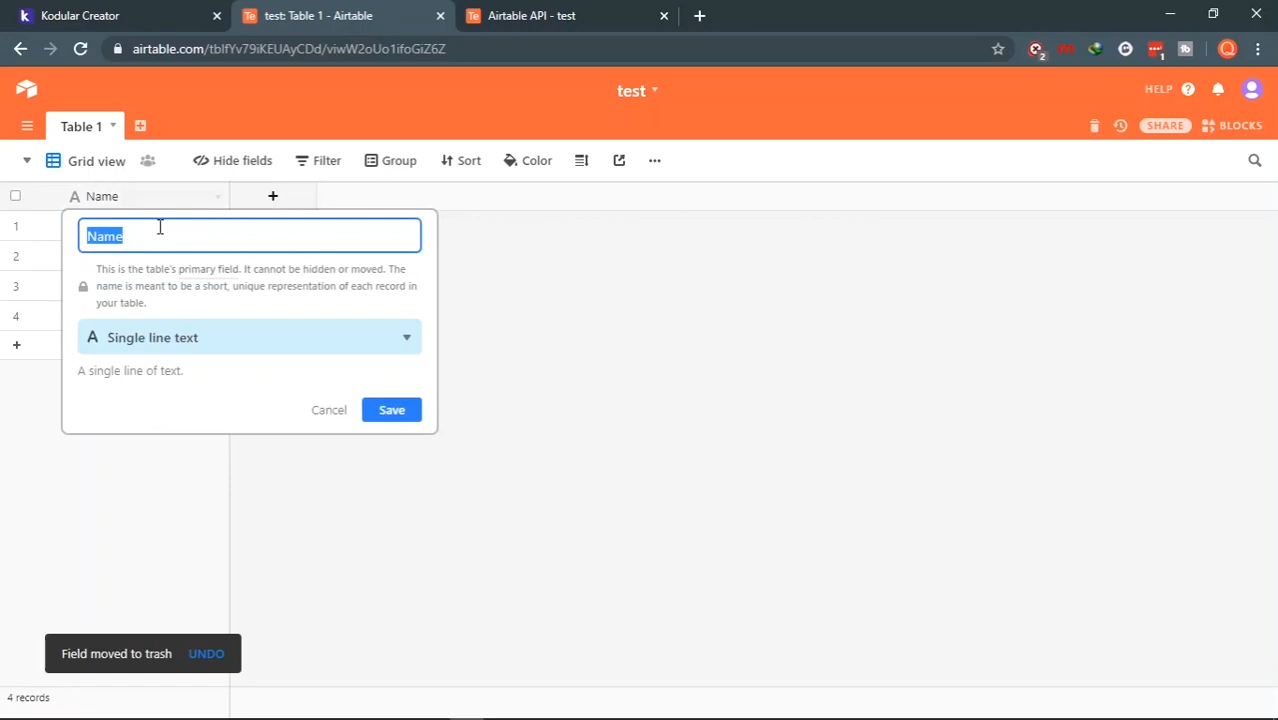 Kodular Creator
test: Table 1 - Airtable
Airtable API - test
airtable.com/tblfYv79iKEUAyCDd/viwW2oUo1ifoGiZ6Z
2
1
test
HELP
Table 1
SHARE
BLOCKS
Grid view
Hide fields
Filter
Group
Sort
Color
A Name
+
1
2
3
4
+
Name
This is the table's primary field. It cannot be hidden or moved. The
name is meant to be a short, unique representation of each record in
your table.
A Single line text
A single line of text.
Cancel
Save
Field moved to trash UNDO
4 records